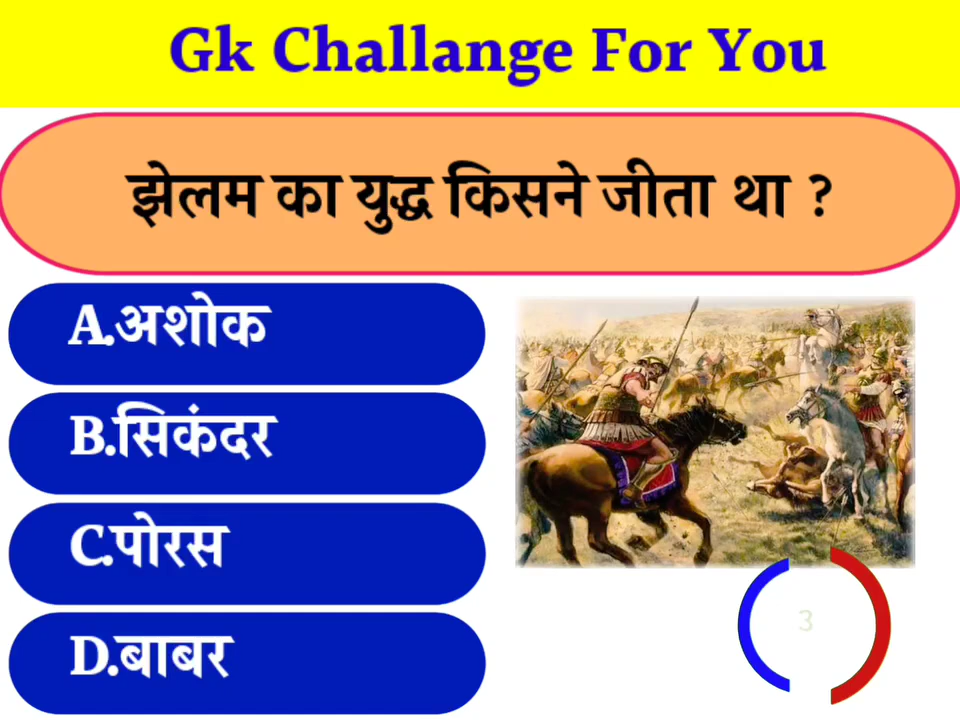 Gk Challange For You
झेलम का युद्ध किसने जीता था ?
A.अशोक
B.सिकंदर
C.पोरस
D.बाबर
3